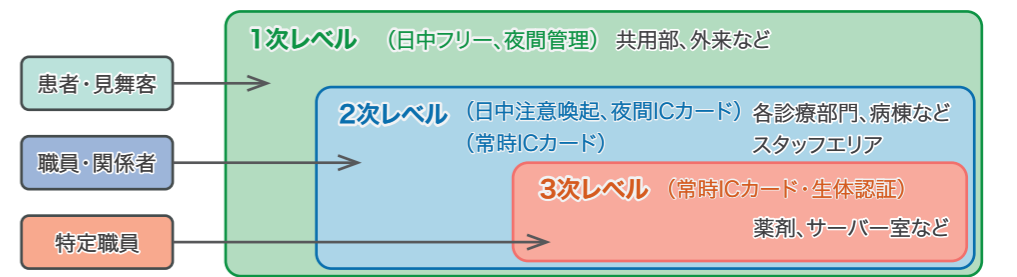 1次レベル （日中フリー、夜間管理） 共用部、外来など
患者・見舞客
2次レベル （日中注意喚起、夜間ICカード） 各診療部門、病棟など
（常時ICカード） スタッフエリア
職員・関係者
3次レベル （常時ICカード・生体認証）
薬剤、サーバー室など
特定職員